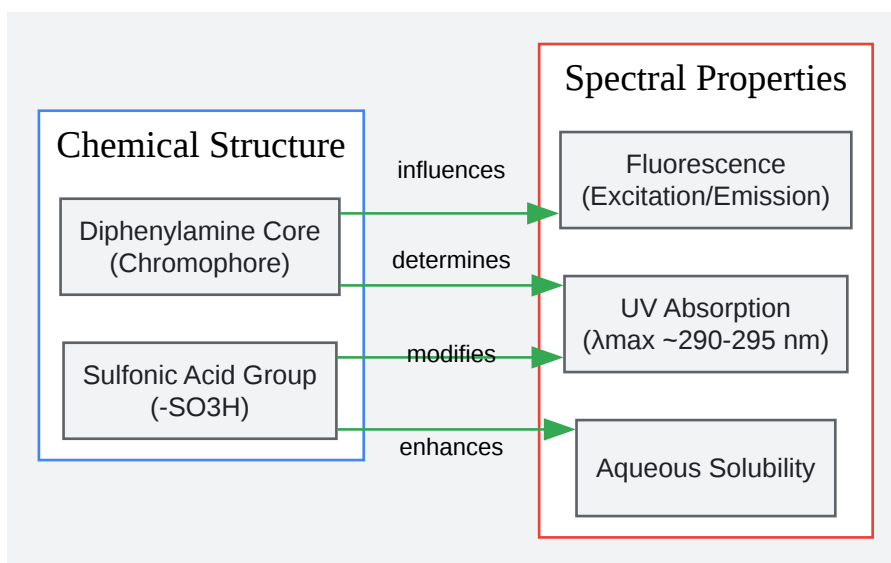 Chemical Structure
Diphenylamine Core
(Chromophore)
Sulfonic Acid Group
(-SO3H)
influences
determines
modifies
enhances
Spectral Properties
Fluorescence
(Excitation/Emission)
UV Absorption
(λmax ~290-295 nm)
Aqueous Solubility